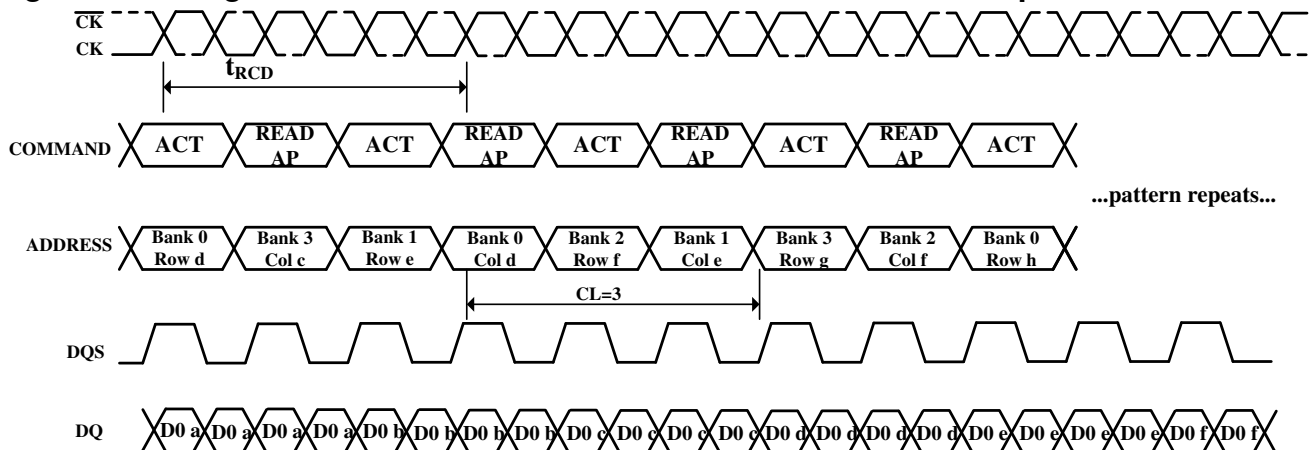 CK
CK
tRCD
COMMAND ACT READ AP ACT READ AP ACT READ AP ACT READ AP ACT
...pattern repeats...
ADDRESS Bank 0 Row d Bank 3 Col c Bank 1 Row e Bank 0 Col d Bank 2 Row f Bank 1 Col e Bank 3 Row g Bank 2 Col f Bank 0 Row h
CL=3
DQS
DQ D0 a D0 a D0 a D0 a D0 b D0 b D0 b D0 b D0 c D0 c D0 c D0 c D0 d D0 d D0 d D0 d D0 e D0 e D0 e D0 e D0 f D0 f